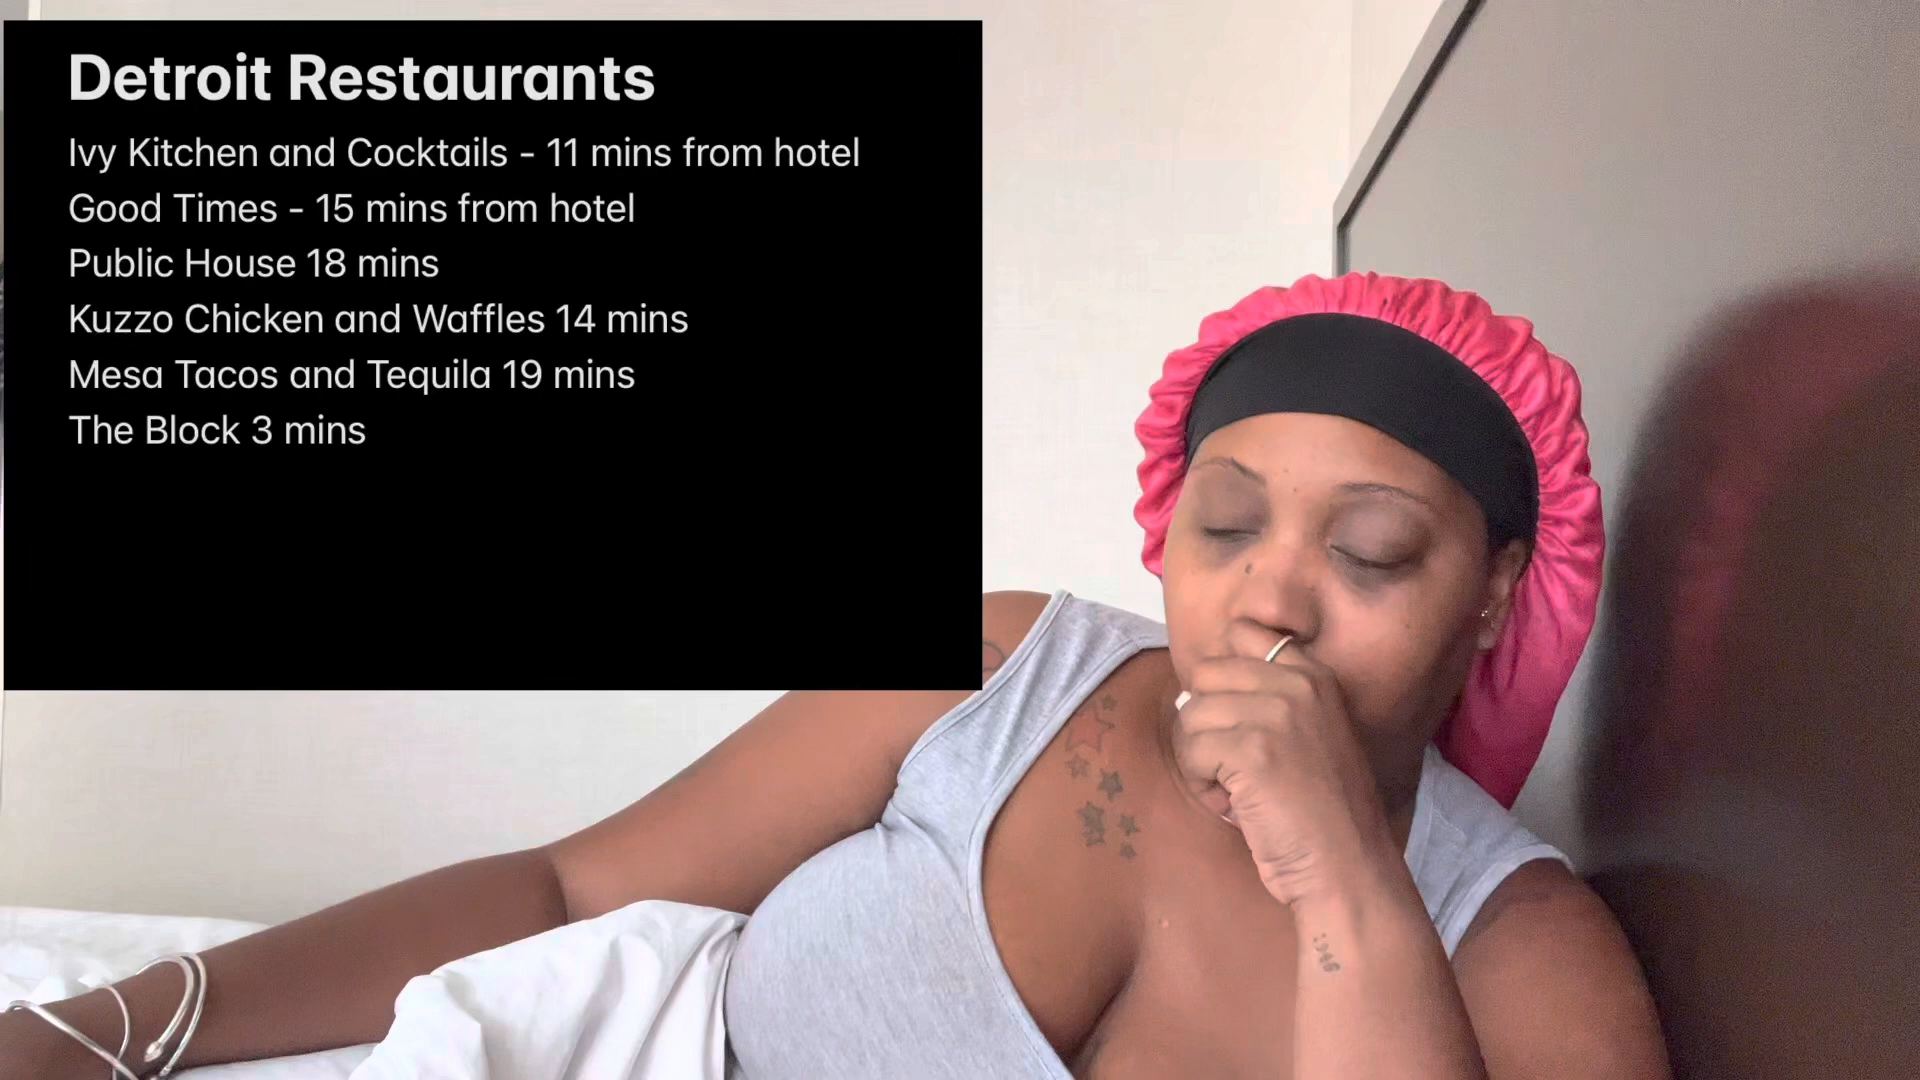 Detroit Restaurants
Ivy Kitchen and Cocktails - 11 mins from hotel
Good Times - 15 mins from hotel
Public House 18 mins
Kuzzo Chicken and Waffles 14 mins
Mesa Tacos and Tequila 19 mins
The Block 3 mins